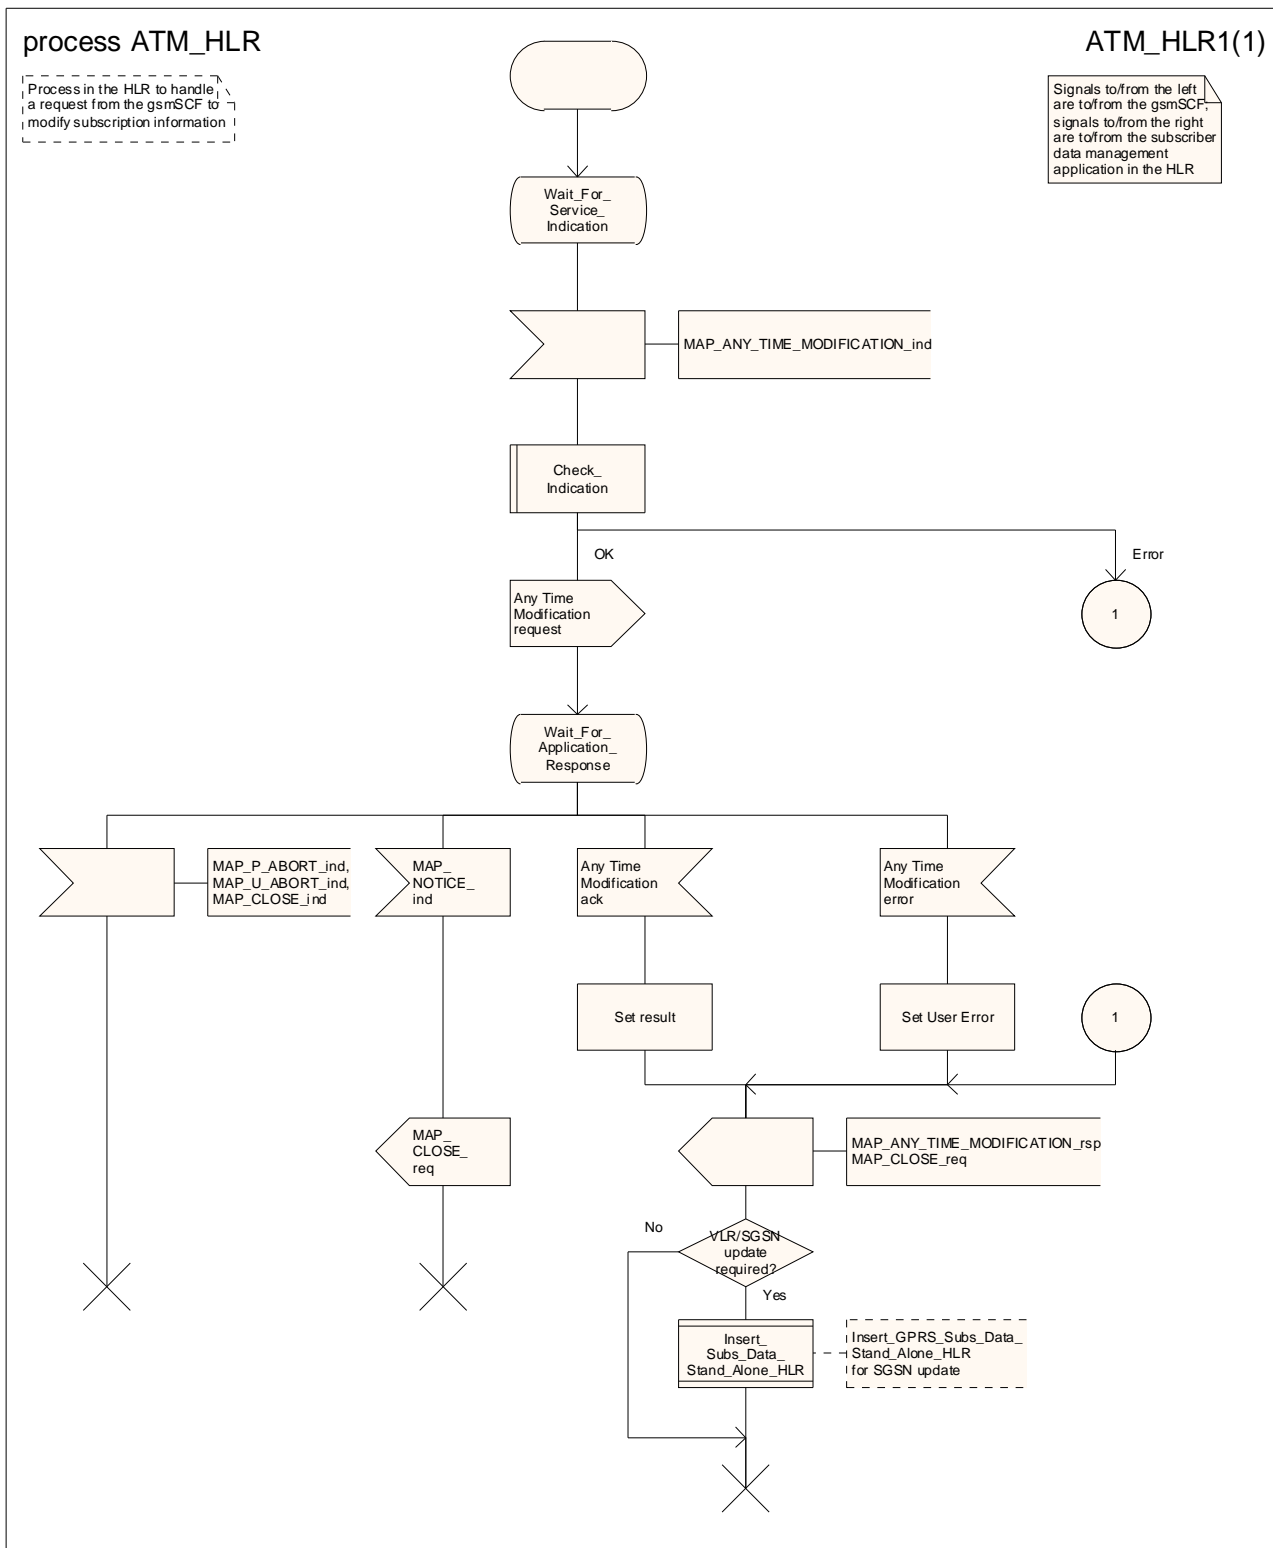 process ATM_HLR
ATM_HLR1(1)
Process in the HLR to handle
a request from the gsmSCF to
modify subscription information
Signals to/from the left
are to/from the gsmSCF;
signals to/from the right
are to/from the subscriber
data management
application in the HLR
Wait_For_
Service_
Indication
MAP_ANY_TIME_MODIFICATION_ind
Check_
Indication
OK
Error
Any Time
Modification
request
1
Wait_For_
Application_
Response
MAP_P_ABORT_ind,
MAP_U_ABORT_ind,
MAP_CLOSE_ind
MAP_
NOTICE_
ind
Any Time
Modification
ack
Any Time
Modification
error
Set result
Set User Error
1
MAP_
CLOSE_
req
MAP_ANY_TIME_MODIFICATION_rsp
MAP_CLOSE_req
No
VLR/SGSN
update
required?
Yes
Insert_
Subs_Data_
Stand_Alone_HLR
Insert_GPRS_Subs_Data_
Stand_Alone_HLR
for SGSN update